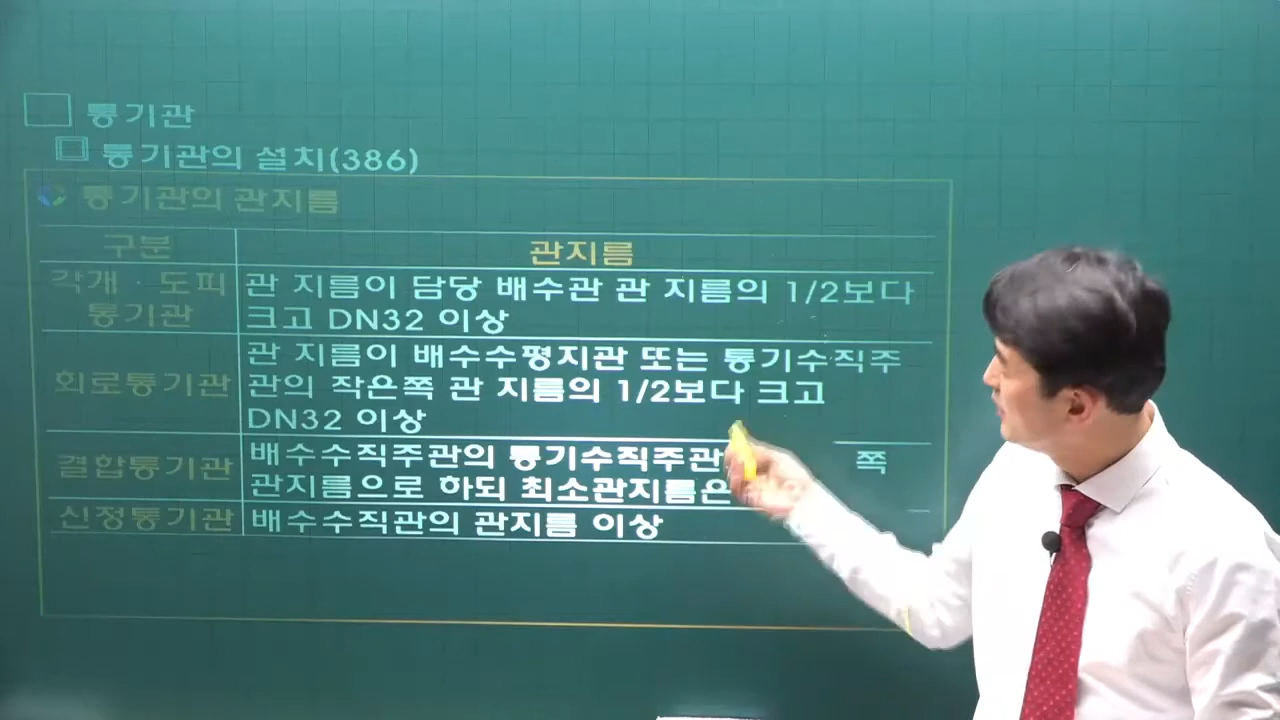 통기관
통기관의 설치(386)
통기관의 관지름
구분 관지름
각개·도피 통기관 관 지름이 담당 배수관 관 지름의 1/2보다
크고 DN32 이상
회로통기관 관 지름이 배수수평지관 또는 통기수직주
관의 작은쪽 관 지름의 1/2보다 크고
DN32 이상
결합통기관 배수수직주관의 통기수직주관 쪽
관지름으로 하되 최소관지름은
신정통기관 배수수직관의 관지름 이상